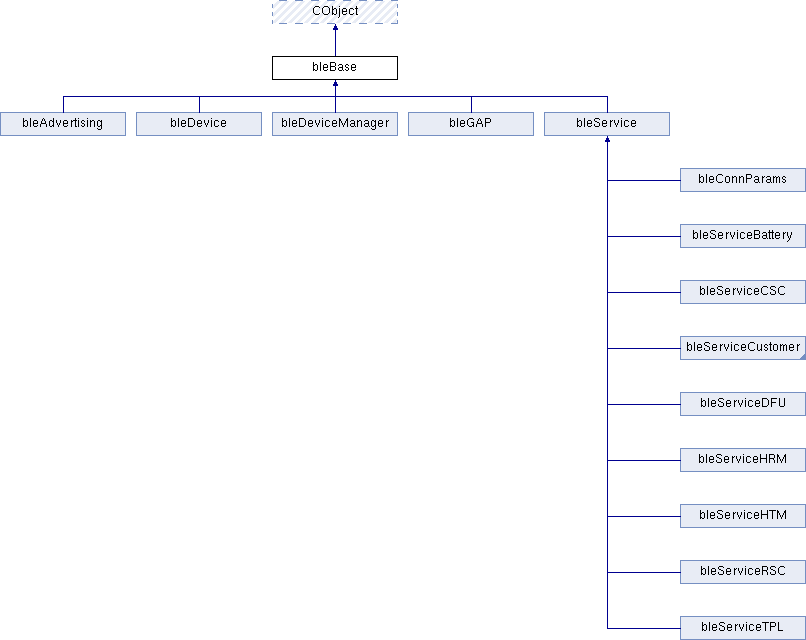 CObject
bleBase
bleAdvertising
bleDevice
bleDeviceManager
bleGAP
bleService
bleConnParams
bleServiceBattery
bleServiceCSC
bleServiceCustomer
bleServiceDFU
bleServiceHRM
bleServiceHTM
bleServiceRSC
bleServiceTPL